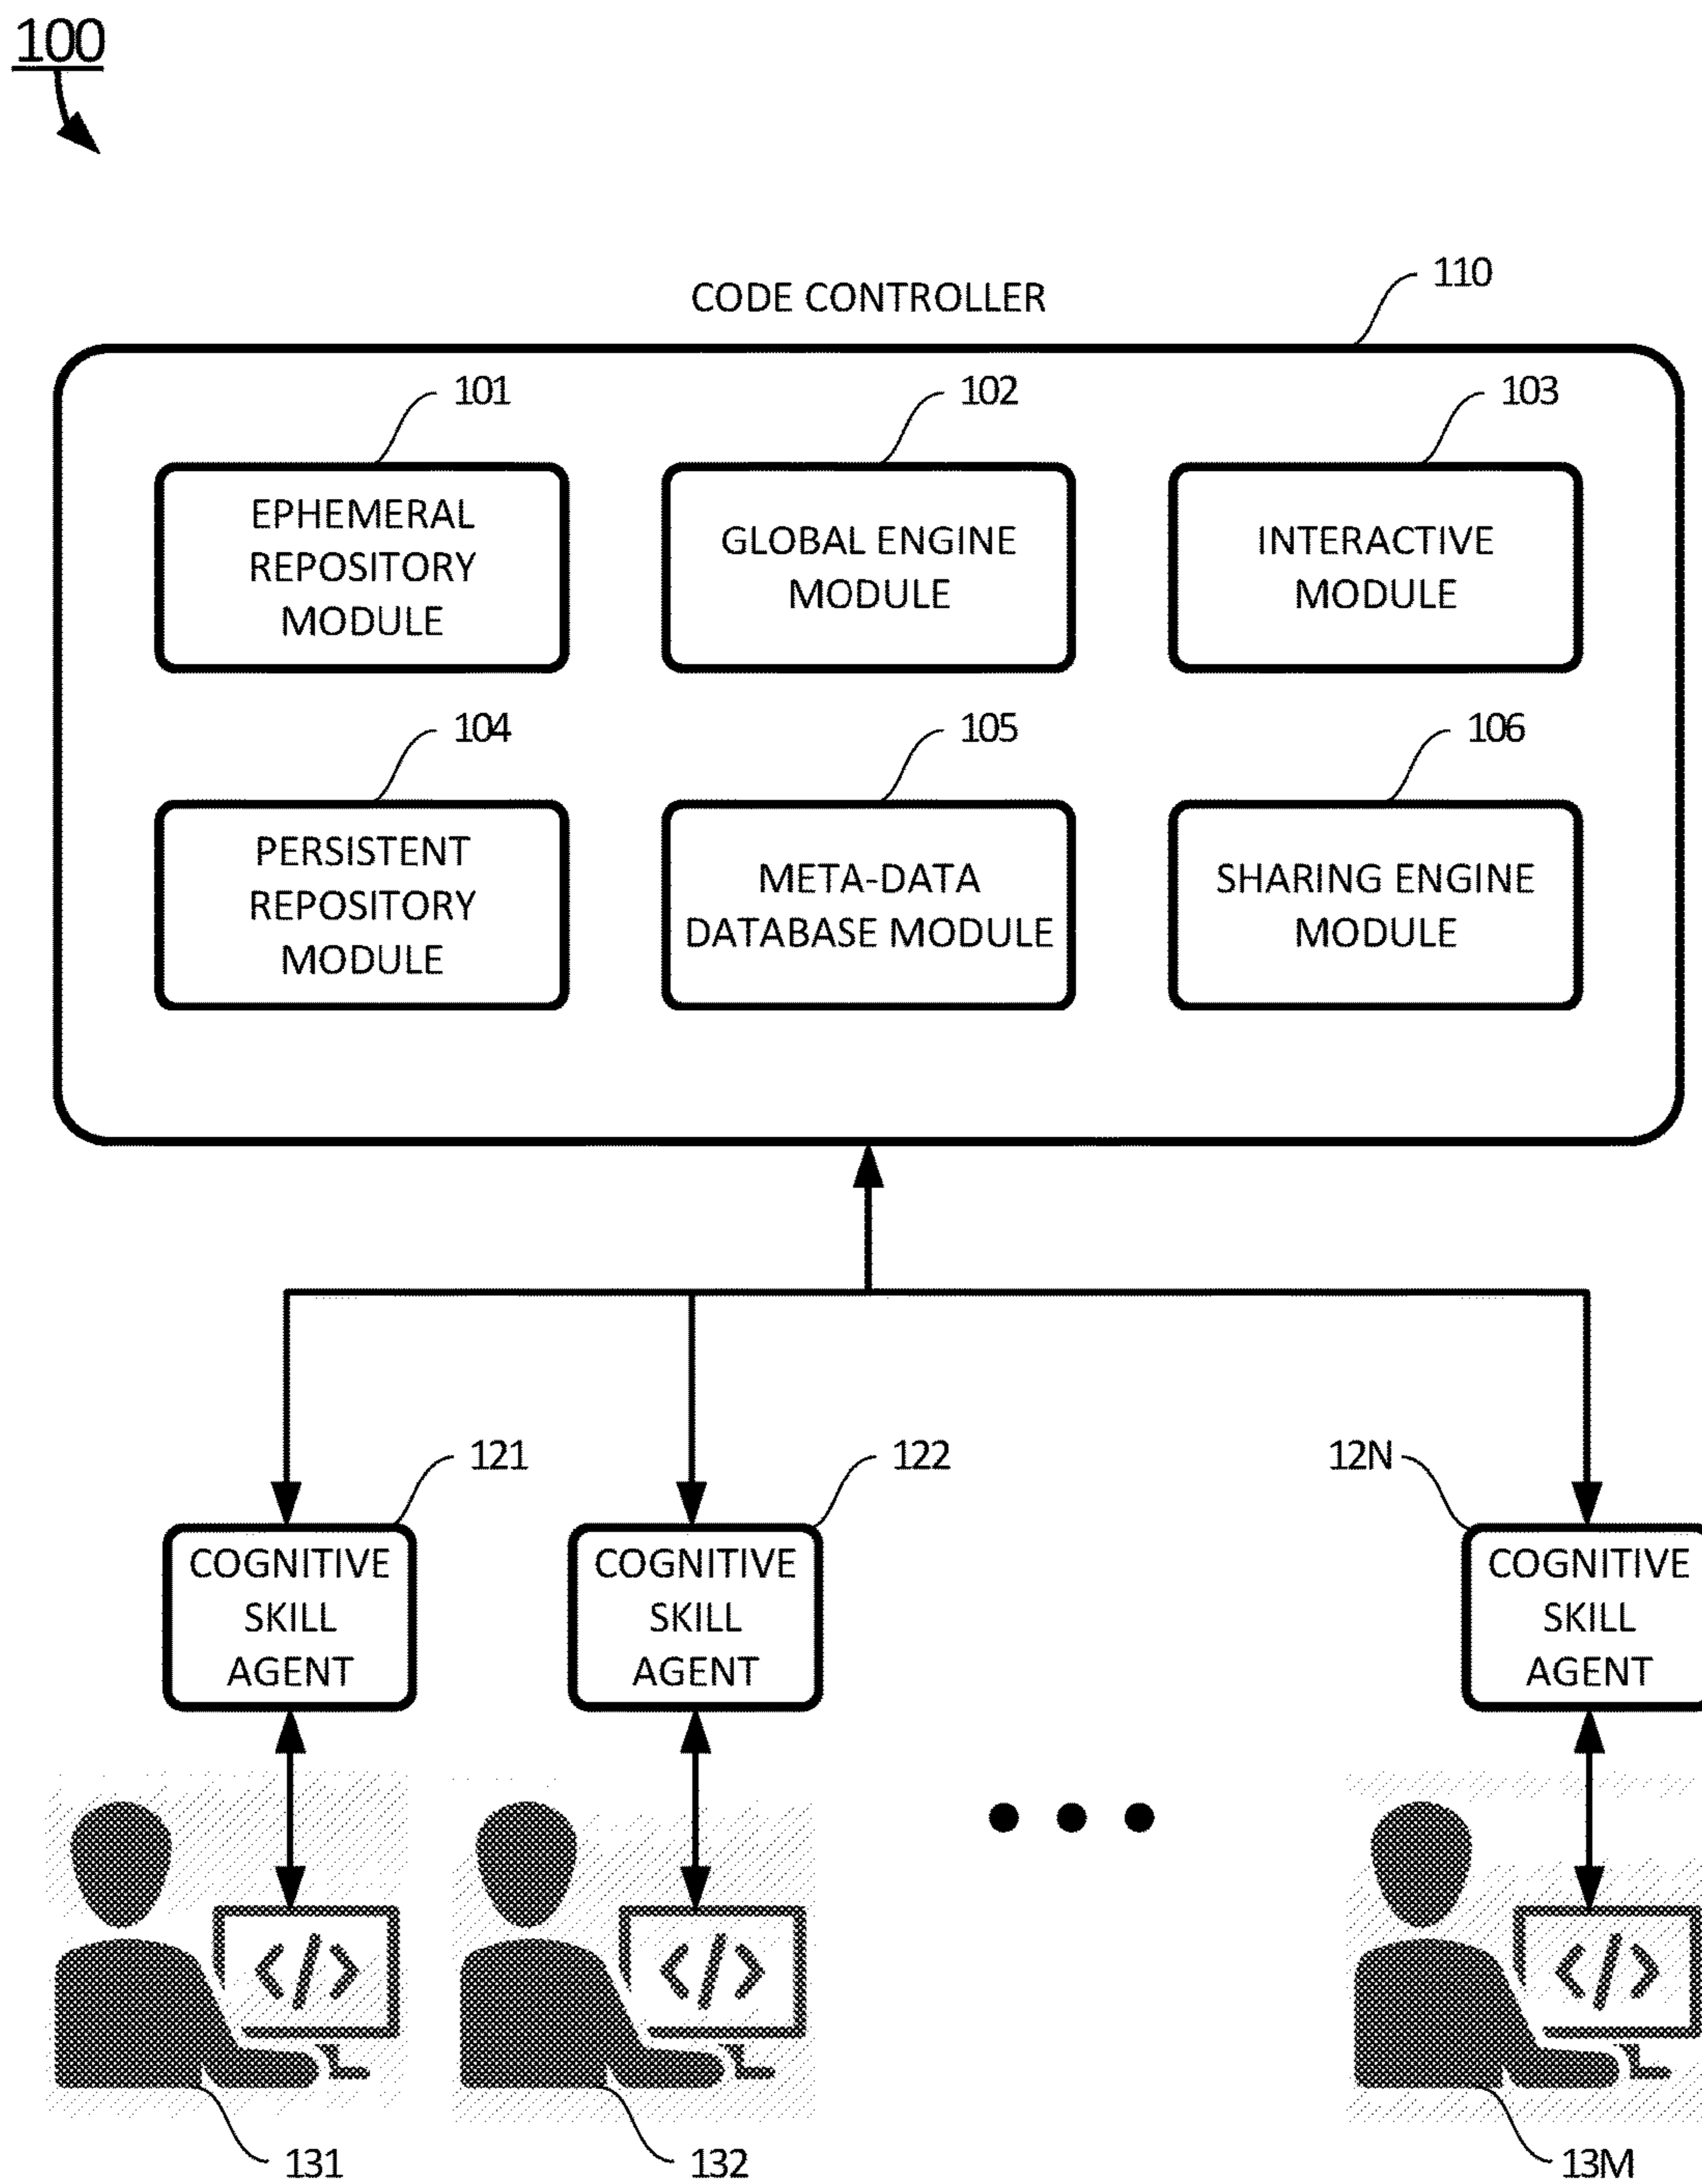 100
CODE CONTROLLER
110
101
102
103
EPHEMERAL
REPOSITORY
MODULE
GLOBAL ENGINE
MODULE
INTERACTIVE
MODULE
104
105
106
PERSISTENT
REPOSITORY
MODULE
META-DATA
DATABASE MODULE
SHARING ENGINE
MODULE
121
122
12N
COGNITIVE
SKILL
AGENT
COGNITIVE
SKILL
AGENT
COGNITIVE
SKILL
AGENT
</>
</>
</>
131
132
13M